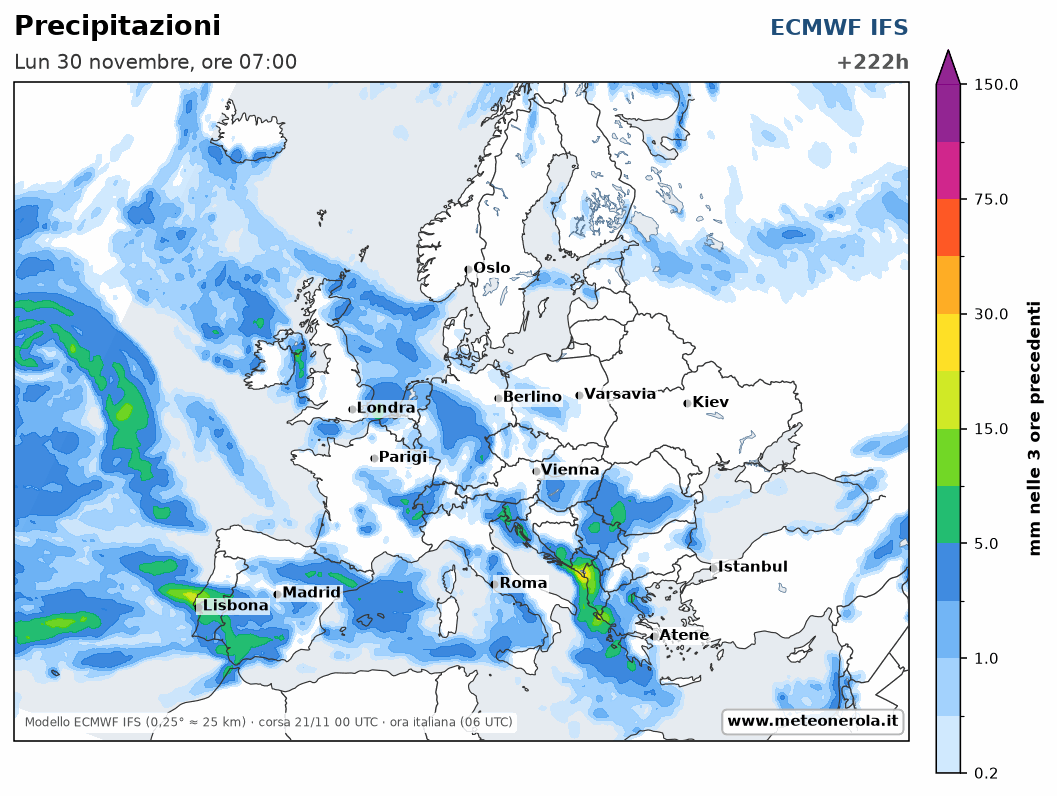 Precipitazioni
ECMWF IFS
Lun 30 novembre, ore 07:00
+222h
150.0
75.0
30.0
15.0
5.0
1.0
0.2
mm nelle 3 ore precedenti
Oslo
Berlino
Varsavia
Kiev
Londra
Parigi
Vienna
Istanbul
Roma
Madrid
Lisbona
Atene
Modello ECMWF IFS (0,25° ≈ 25 km) · corsa 21/11 00 UTC · ora italiana (06 UTC)
www.meteonerola.it